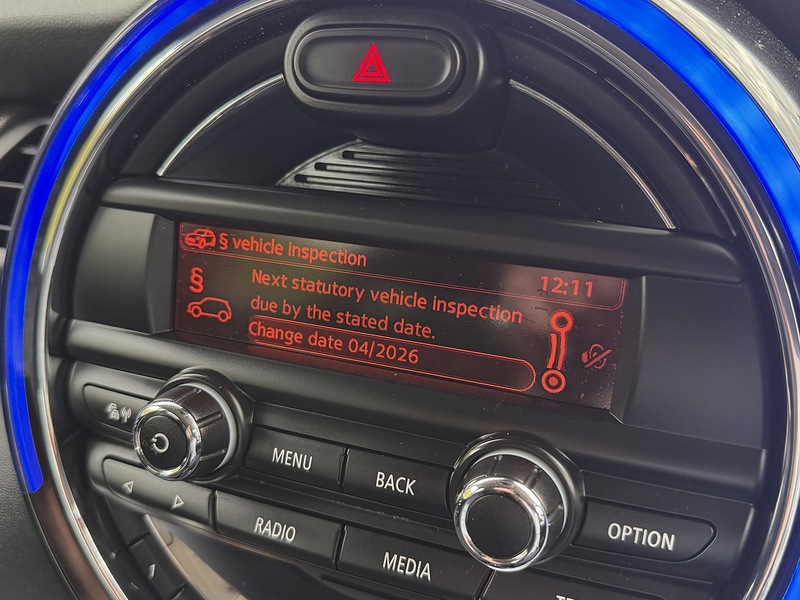 § vehicle inspection
12:11
§
Next statutory vehicle inspection
due by the stated date.
Change date 04/2026
MENU
BACK
OPTION
RADIO
MEDIA